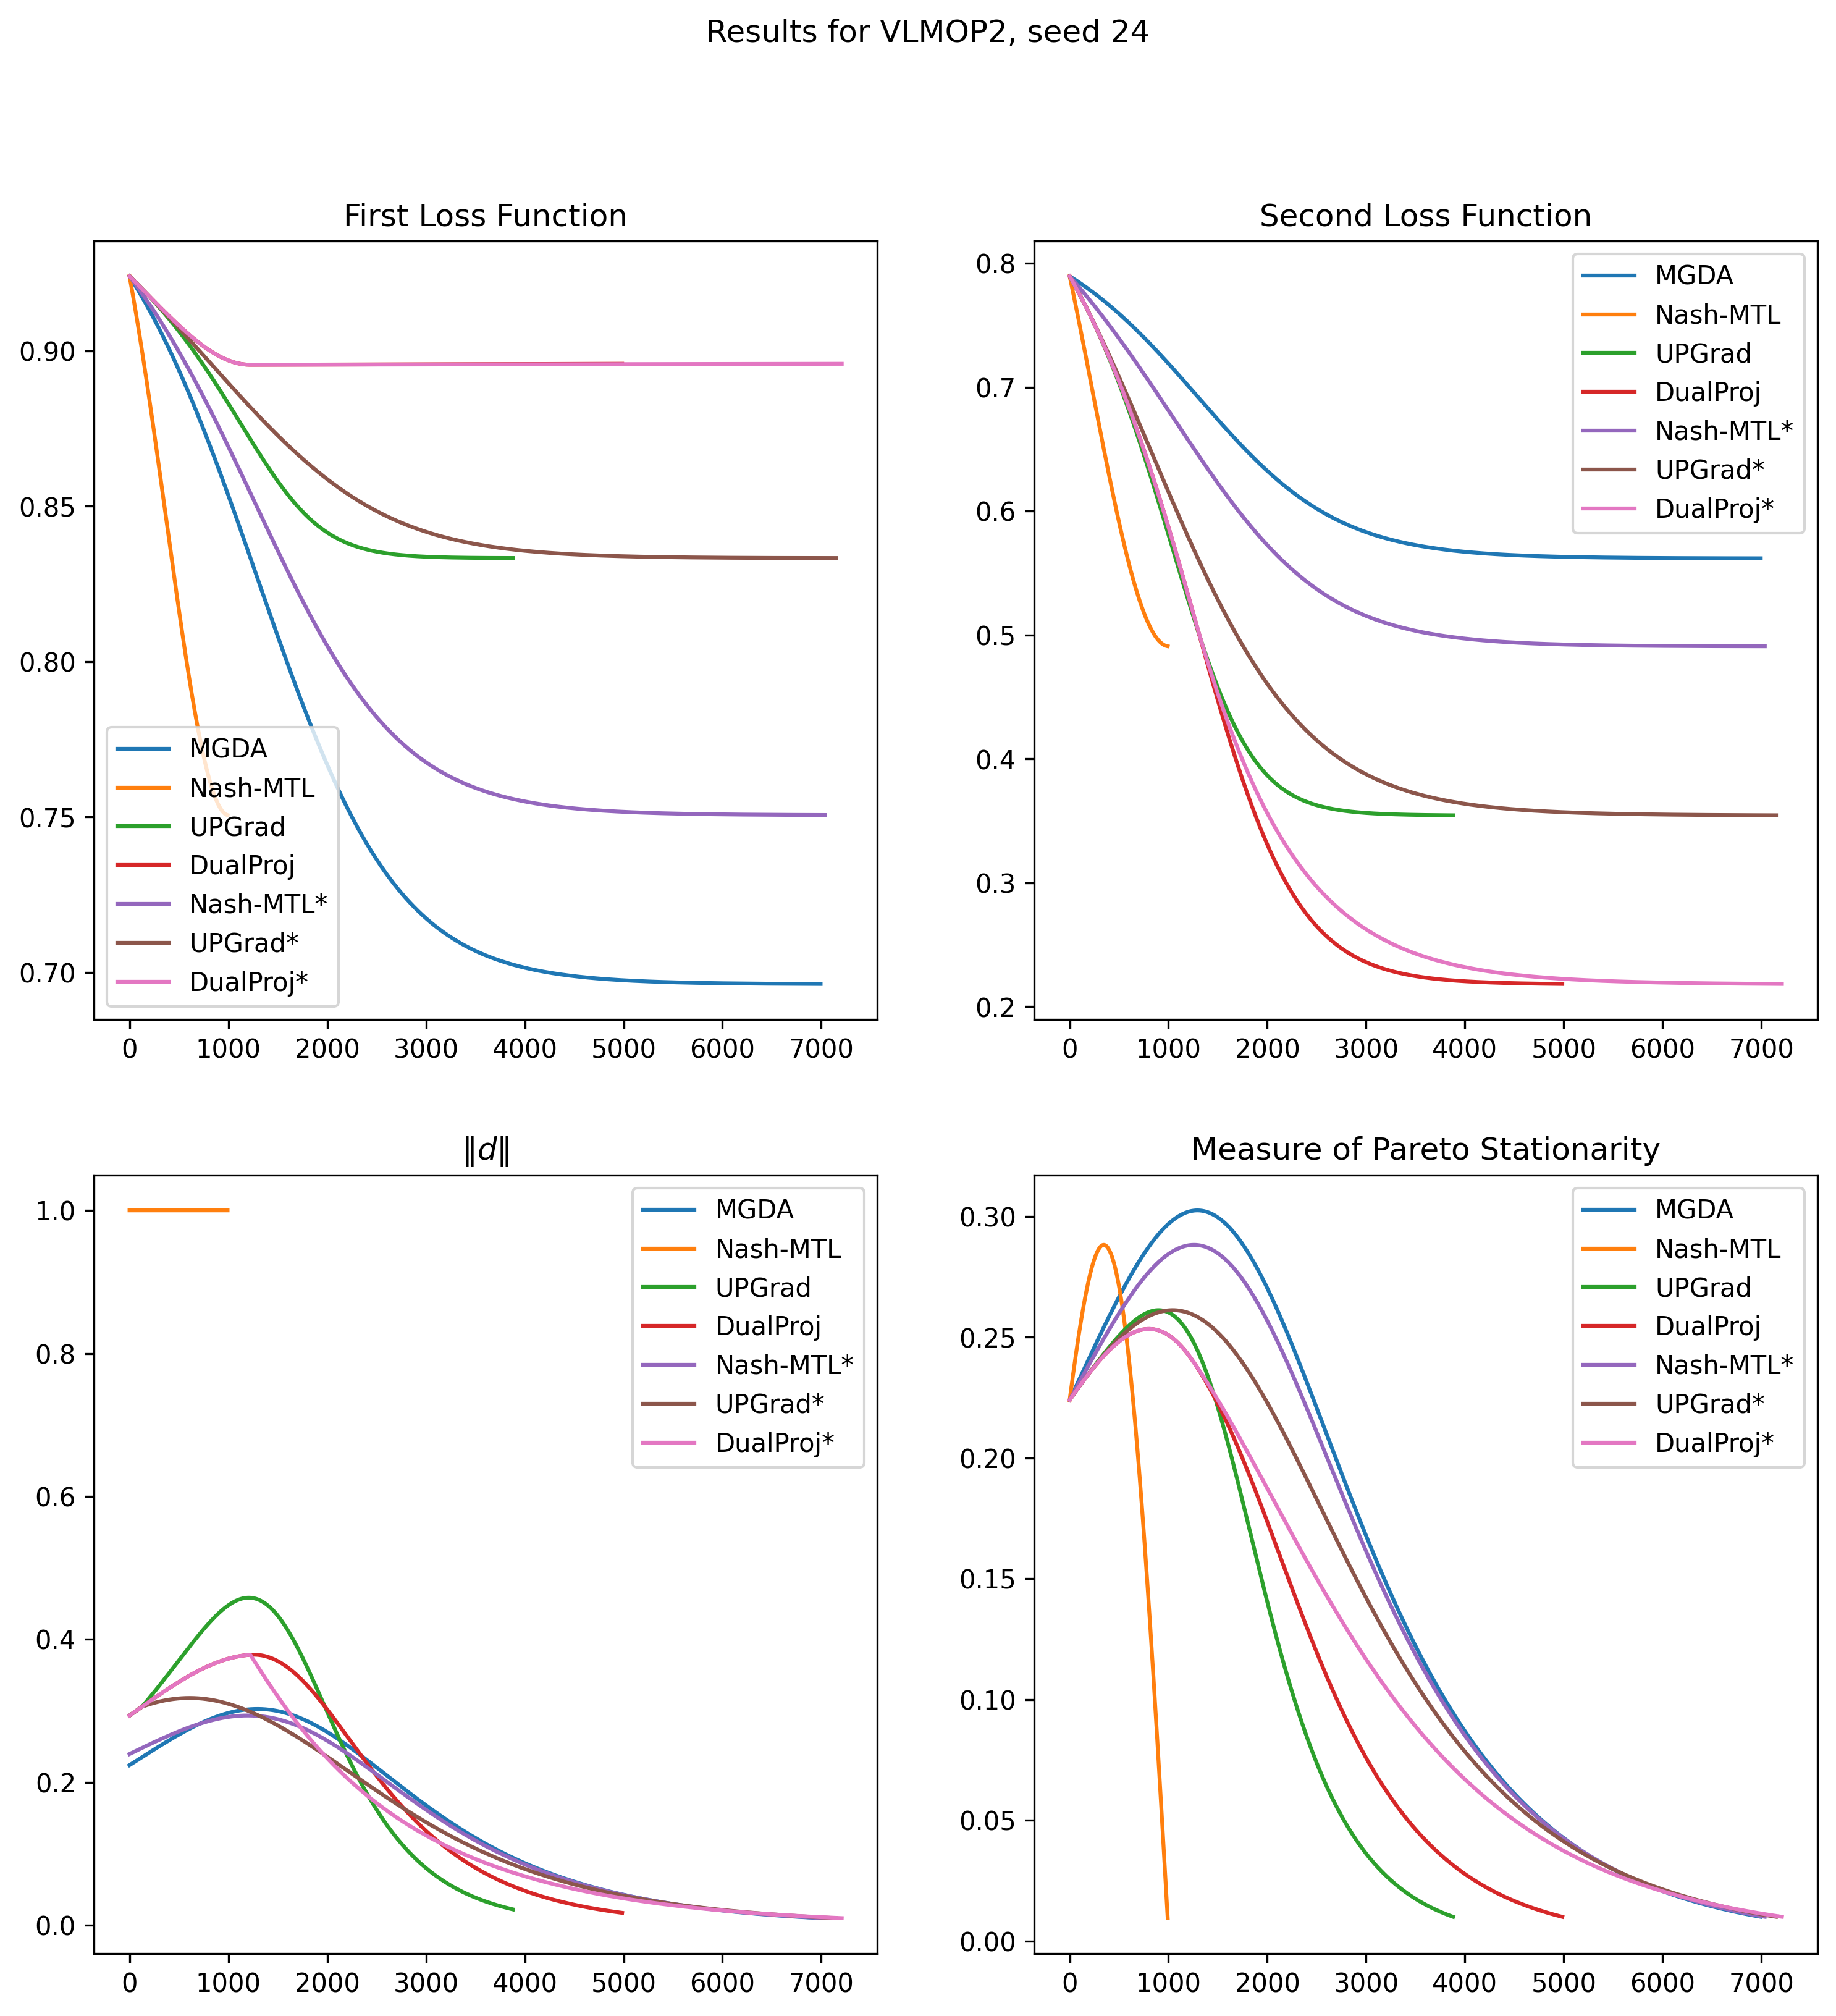 Results for VLMOP2, seed 24
First Loss Function
0.90
0.85
0.80
0.75
0.70
MGDA
Nash-MTL
UPGrad
DualProj
Nash-MTL*
UPGrad*
DualProj*
0 1000 2000 3000 4000 5000 6000 7000
Second Loss Function
0.8
0.7
0.6
0.5
0.4
0.3
0.2
MGDA
Nash-MTL
UPGrad
DualProj
Nash-MTL*
UPGrad*
DualProj*
0 1000 2000 3000 4000 5000 6000 7000
‖d‖
1.0
0.8
0.6
0.4
0.2
0.0
MGDA
Nash-MTL
UPGrad
DualProj
Nash-MTL*
UPGrad*
DualProj*
0 1000 2000 3000 4000 5000 6000 7000
Measure of Pareto Stationarity
0.30
0.25
0.20
0.15
0.10
0.05
0.00
MGDA
Nash-MTL
UPGrad
DualProj
Nash-MTL*
UPGrad*
DualProj*
0 1000 2000 3000 4000 5000 6000 7000